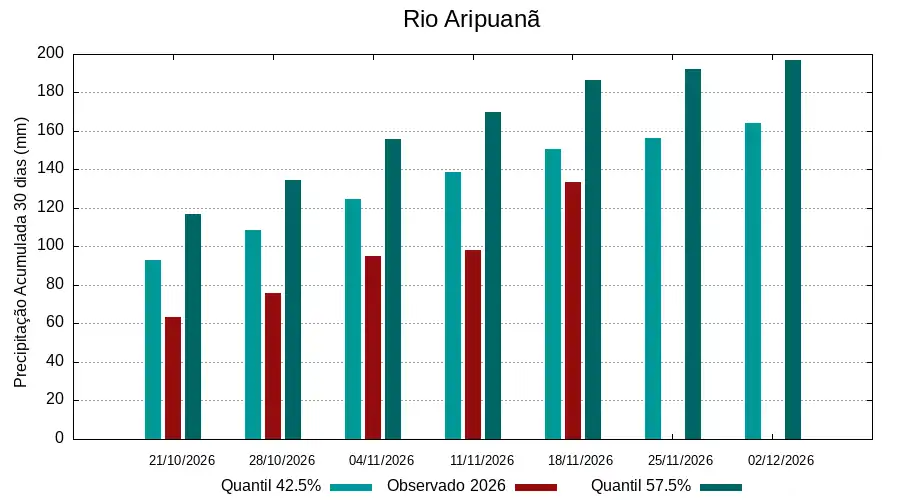 Rio Aripuanã
Precipitação Acumulada 30 dias (mm)
200
180
160
140
120
100
80
60
40
20
0
21/10/2026 28/10/2026 04/11/2026 11/11/2026 18/11/2026 25/11/2026 02/12/2026
Quantil 42.5% Observado 2026 Quantil 57.5%